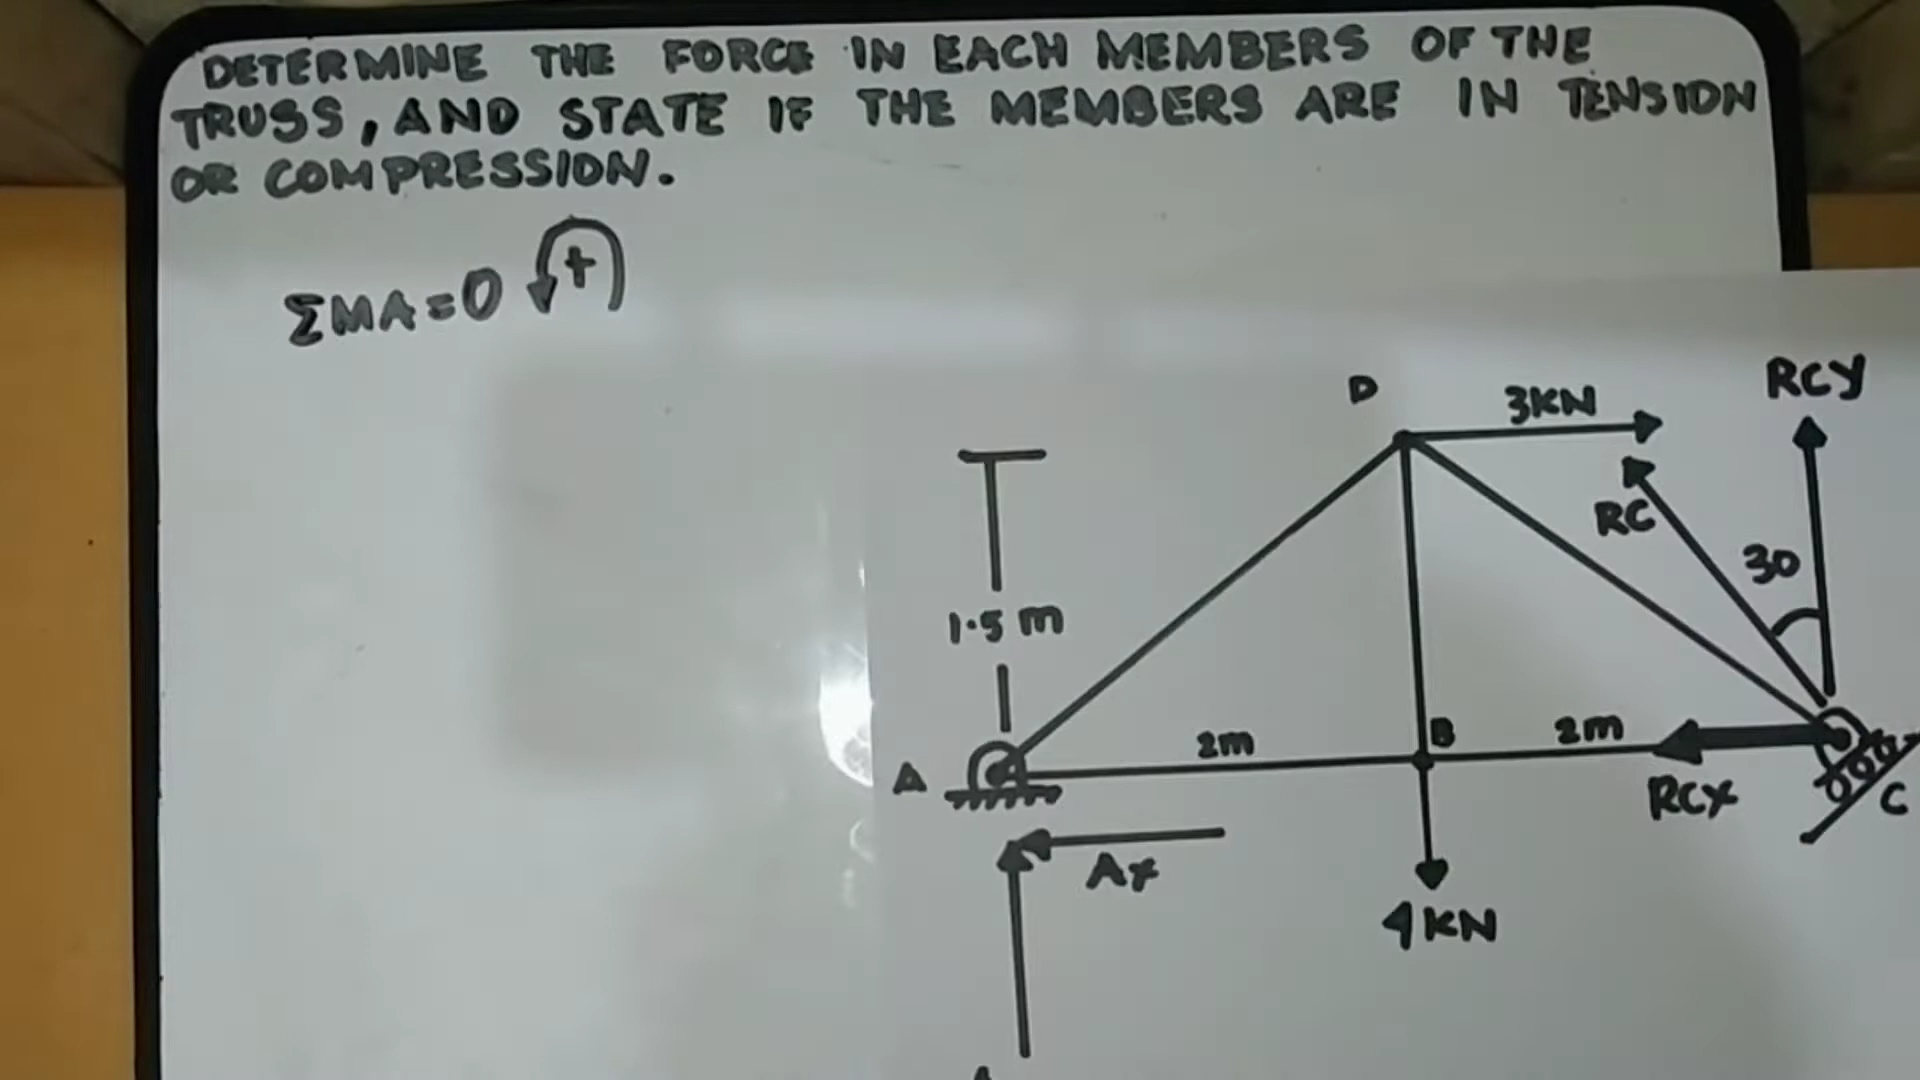 DETERMINE THE FORCE IN EACH MEMBERS OF THE
TRUSS, AND STATE IF THE MEMBERS ARE IN TENSION
OR COMPRESSION.
ΣMA=0 +
D
3KN
RCY
RC
30
1.5 m
A
2m
B
2m
RCX
C
AX
4KN